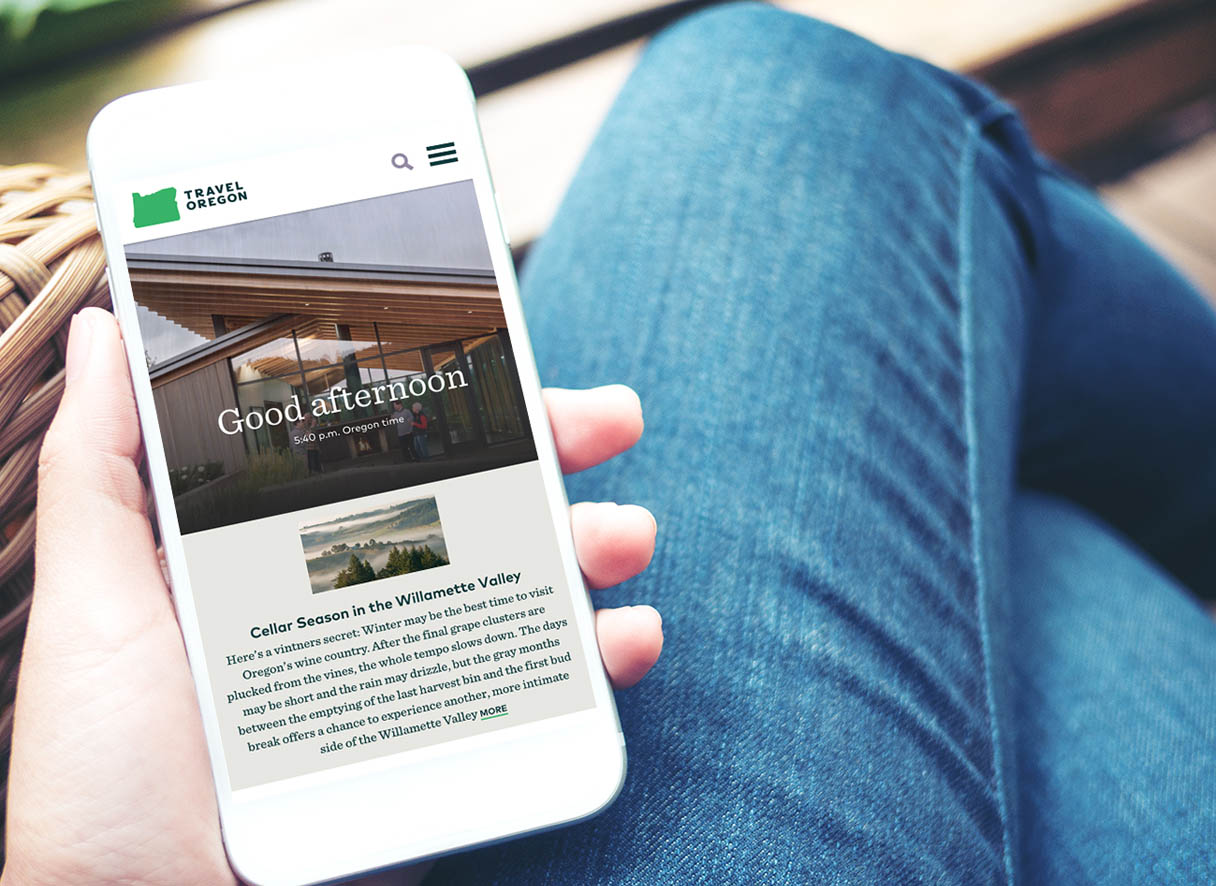 TRAVEL
OREGON
Good afternoon
5:40 p.m. Oregon time
Cellar Season in the Willamette Valley
Here's a vintners secret: Winter may be the best time to visit
Oregon's wine country. After the final grape clusters are
plucked from the vines, the whole tempo slows down. The days
may be short and the rain may drizzle, but the gray months
between the emptying of the last harvest bin and the first bud
break offers a chance to experience another, more intimate
side of the Willamette Valley MORE